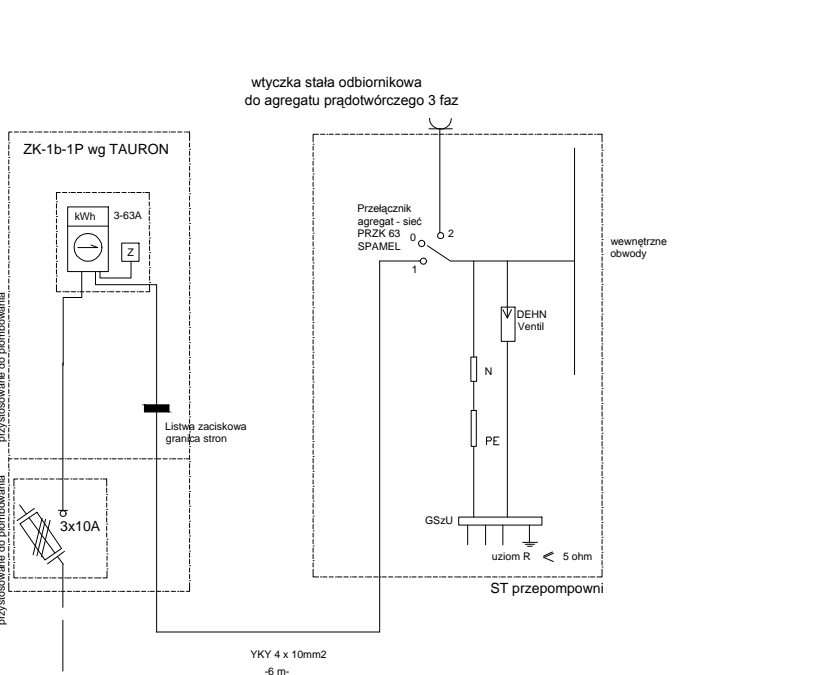 wtyczka stała odbiornikowa
do agregatu prądotwórczego 3 faz
ZK-1b-1P wg TAURON
kWh
3-63A
Z
przystosowane do plombowania
Listwa zaciskowa
granica stron
3x10A
przystosowane do plombowania
Przełącznik
agregat - sieć
PRZK 63
SPAMEL
0
2
1
wewnętrzne
obwody
DEHN
Ventil
N
PE
GSzU
uziom R < 5 ohm
ST przepompowni
YKY 4 x 10mm2
-6 m-